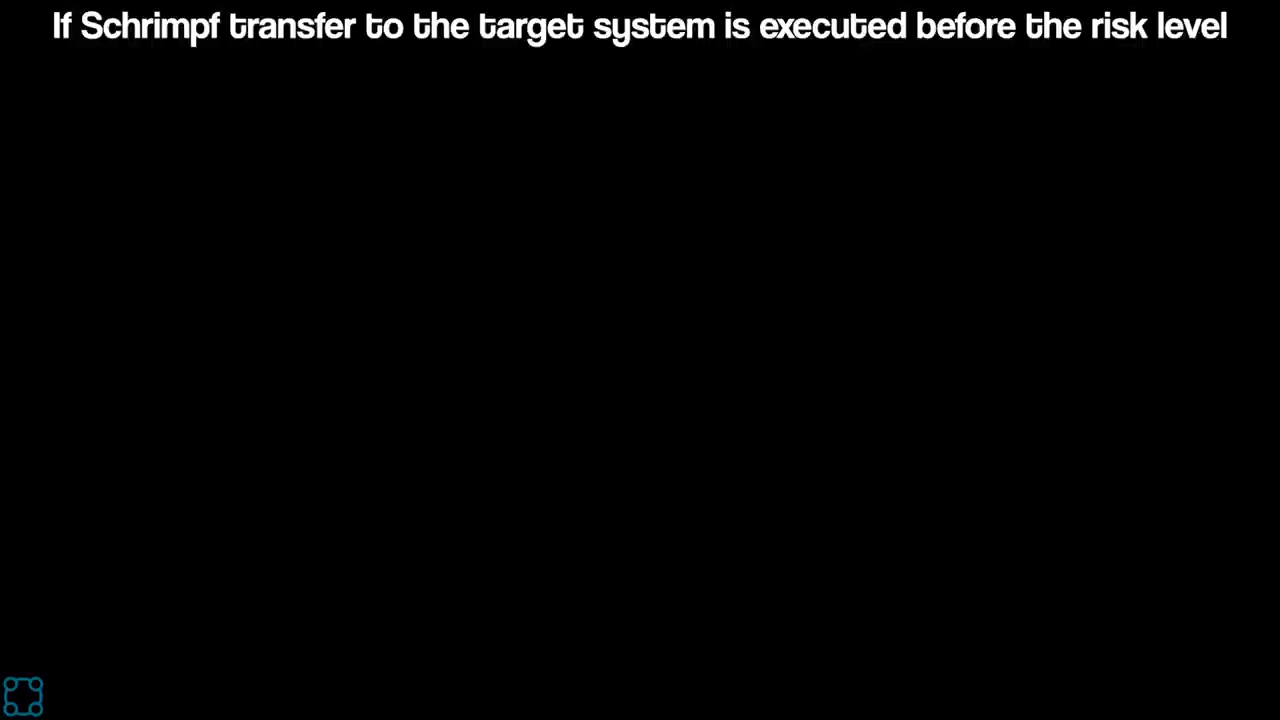 If Schrimpf transfer to the target system is executed before the risk level